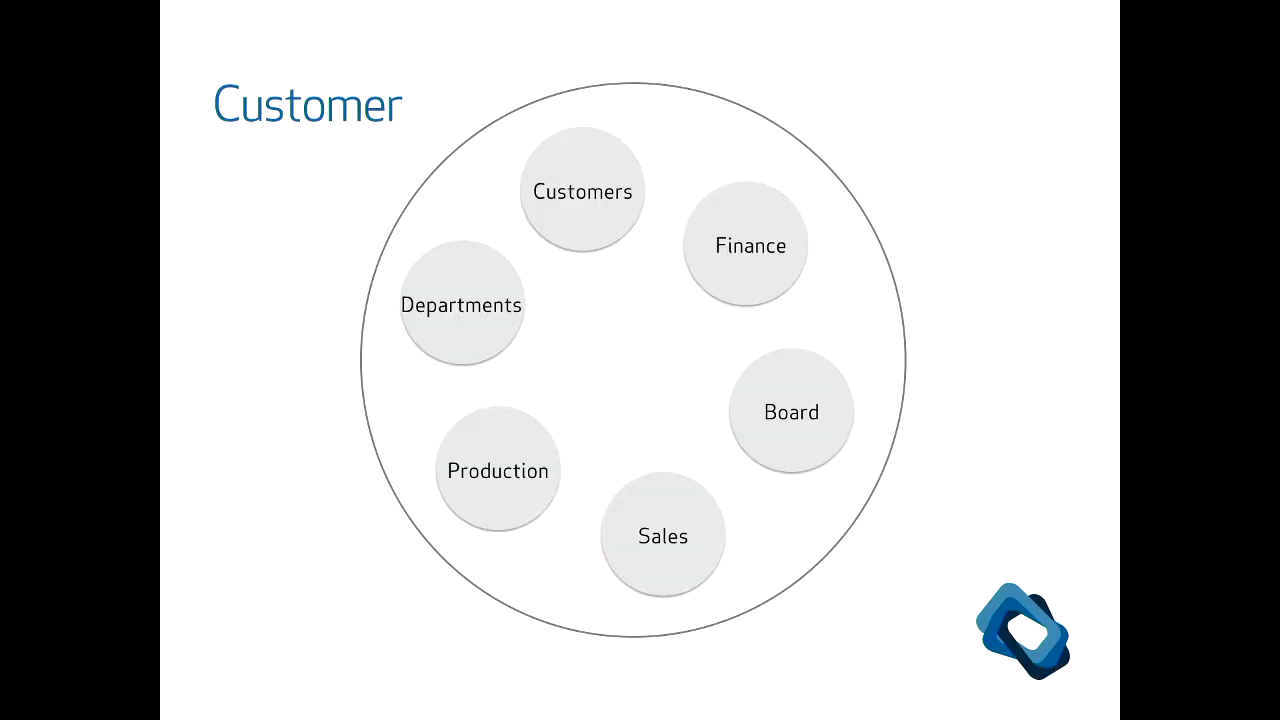 Customer
Customers
Finance
Departments
Board
Production
Sales